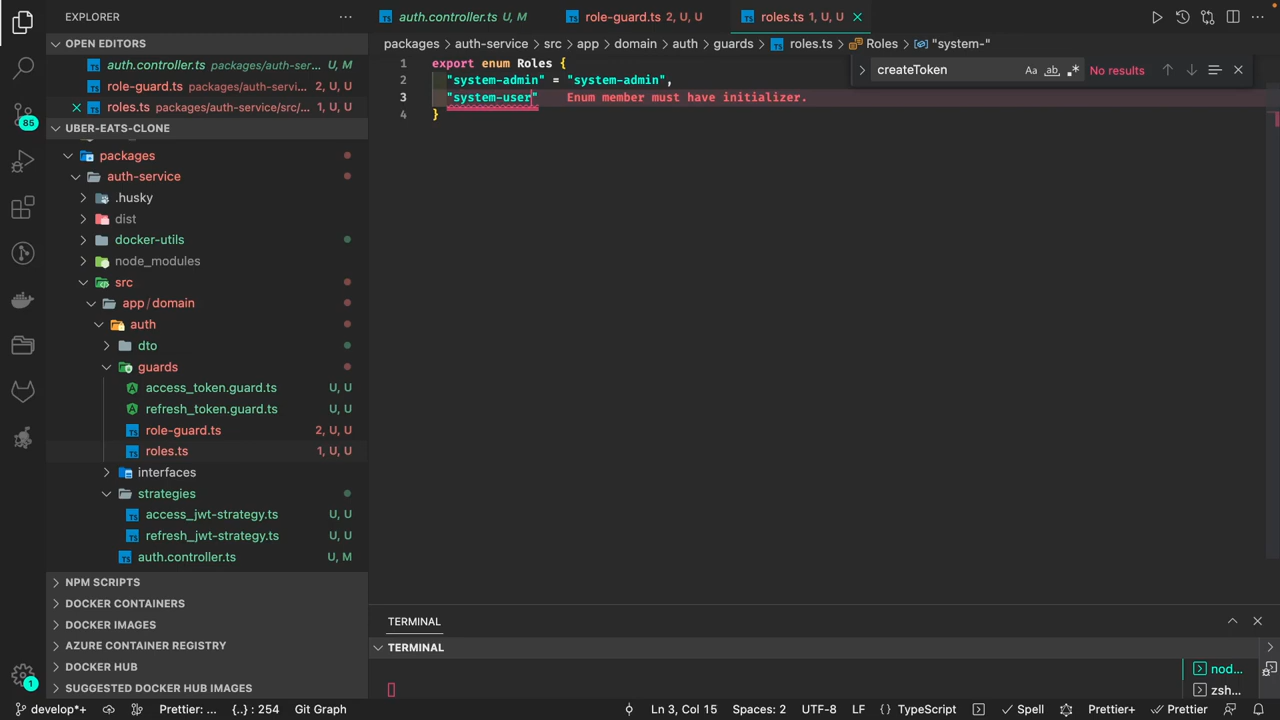 EXPLORER
auth.controller.ts U, M
role-guard.ts 2, U, U
roles.ts 1, U, U
OPEN EDITORS
auth.controller.ts packages/auth-ser... U, M
role-guard.ts packages/auth-se... 2, U, U
roles.ts packages/auth-service/src/... 1, U, U
UBER-EATS-CLONE
packages
auth-service
.husky
dist
docker-utils
node_modules
src
app / domain
auth
dto
guards
access_token.guard.ts U, U
refresh_token.guard.ts U, U
role-guard.ts 2, U, U
roles.ts 1, U, U
interfaces
strategies
access_jwt-strategy.ts U, U
refresh_jwt-strategy.ts U, U
auth.controller.ts U, M
NPM SCRIPTS
DOCKER CONTAINERS
DOCKER IMAGES
AZURE CONTAINER REGISTRY
DOCKER HUB
SUGGESTED DOCKER HUB IMAGES
85
1
packages > auth-service > src > app > domain > auth > guards > roles.ts > Roles > "system-"
createToken Aa ab .* No results
1 export enum Roles {
2 "system-admin" = "system-admin",
3 "system-user" Enum member must have initializer.
4 }
TERMINAL
TERMINAL
nod...
zsh...
develop*+ Prettier: ... {..} : 254 Git Graph Ln 3, Col 15 Spaces: 2 UTF-8 LF {} TypeScript Spell Prettier+ Prettier